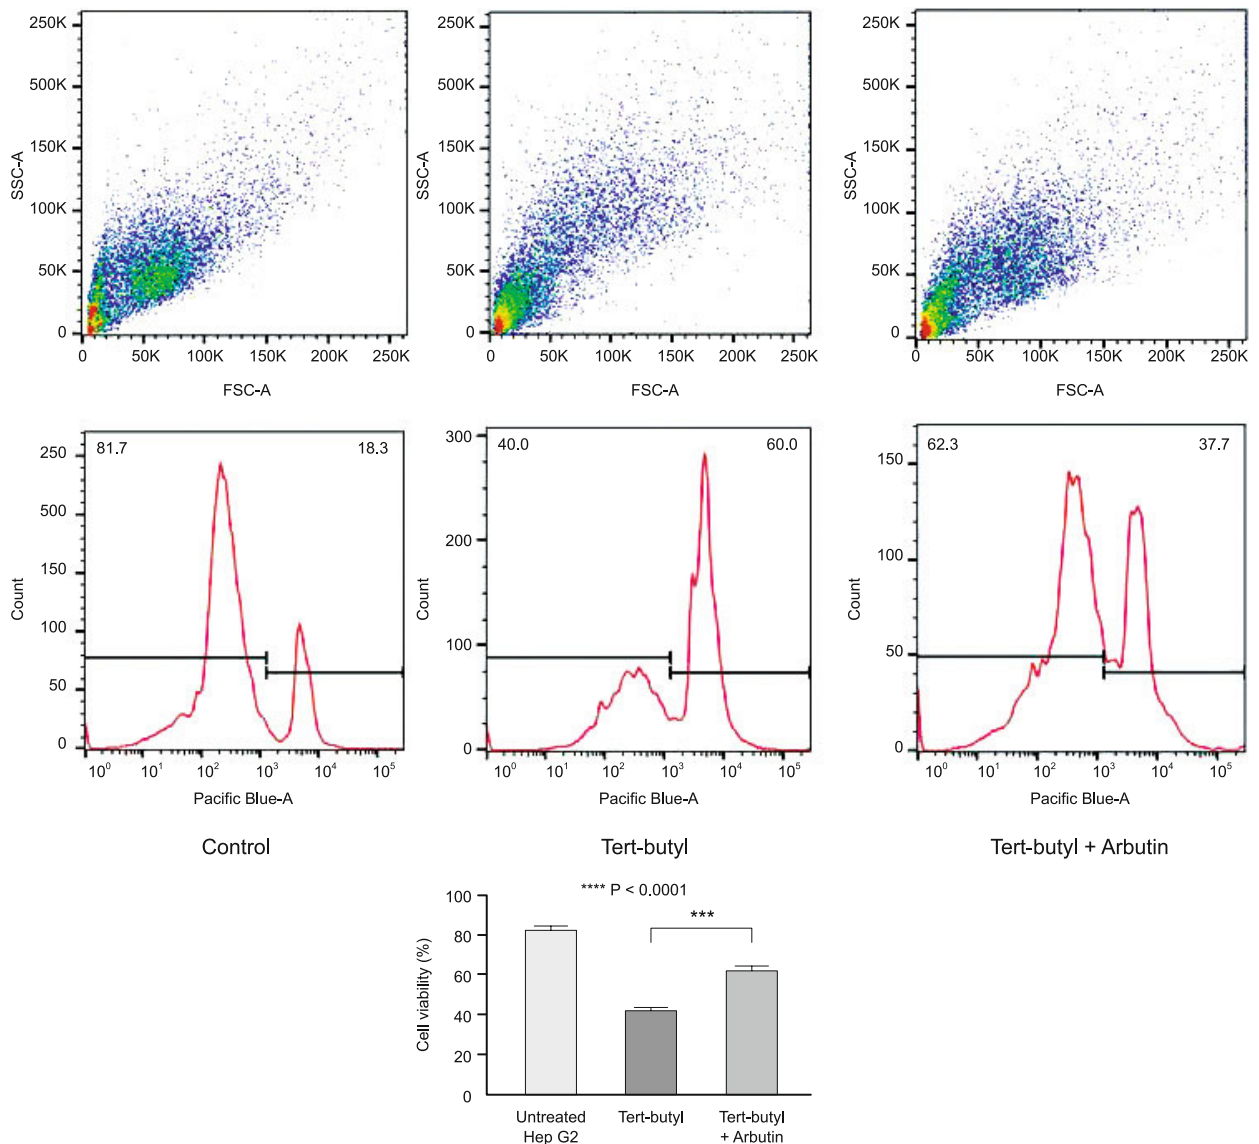 250K
500K
150K
100K
50K
0
SSC-A
0 50K 100K 150K 200K 250K
FSC-A
250K
500K
150K
100K
50K
0
SSC-A
0 50K 100K 150K 200K 250K
FSC-A
250K
500K
150K
100K
50K
0
SSC-A
0 50K 100K 150K 200K 250K
FSC-A
81.7 18.3
250
500
150
100
50
0
Count
10⁰ 10¹ 10² 10³ 10⁴ 10⁵
Pacific Blue-A
Control
40.0 60.0
300
200
100
0
Count
10⁰ 10¹ 10² 10³ 10⁴ 10⁵
Pacific Blue-A
Tert-butyl
62.3 37.7
150
100
50
0
Count
10⁰ 10¹ 10² 10³ 10⁴ 10⁵
Pacific Blue-A
Tert-butyl + Arbutin
**** P < 0.0001
***
100
80
60
40
20
0
Cell viability (%)
Untreated
Hep G2
Tert-butyl
Tert-butyl
+ Arbutin